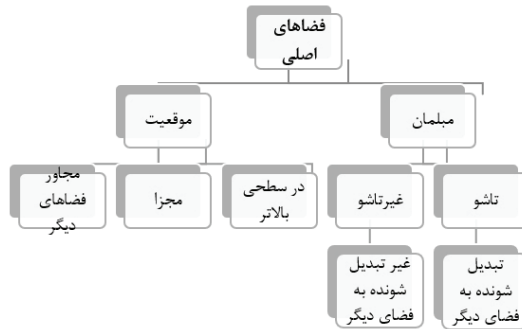 فضاهای
اصلی
مبلمان
موقعیت
تاشو
غیرتاشو
در سطحی
بالاتر
مجزا
مجاور
فضاهای
دیگر
تبدیل
شونده به
فضای دیگر
غیر تبدیل
شونده به
فضای دیگر